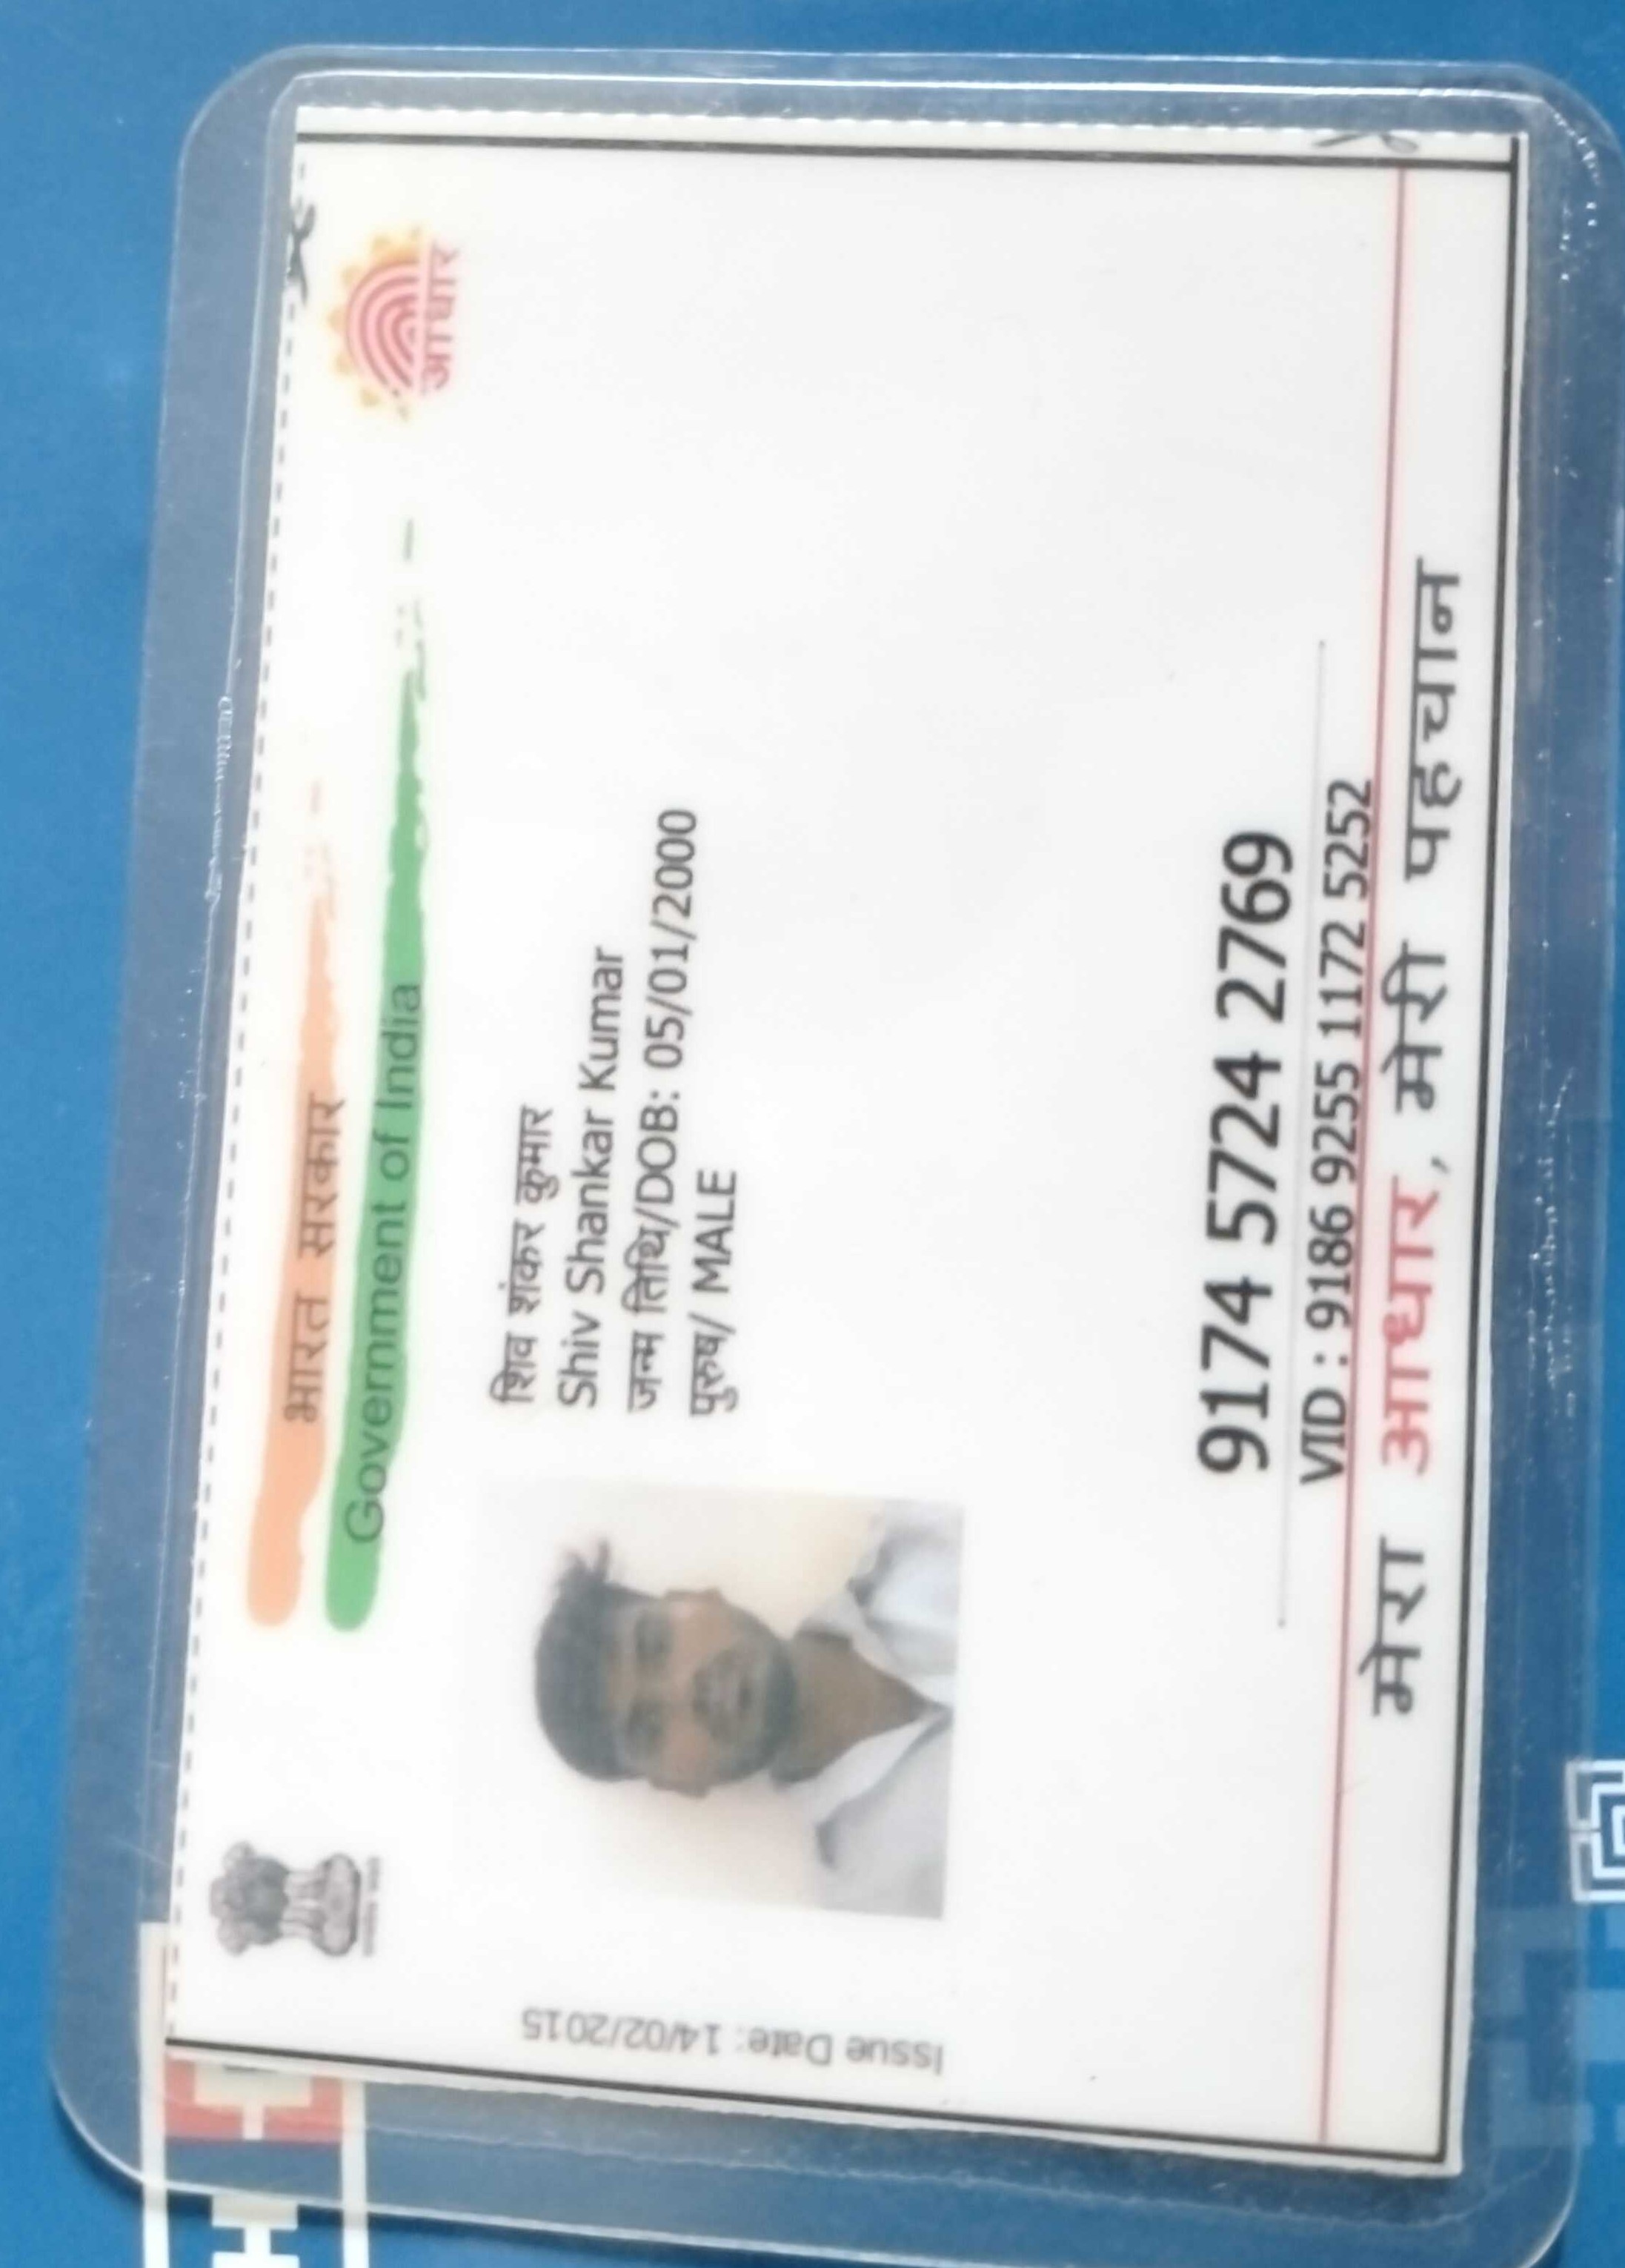 भारत सरकार
Government of India
आधार
Issue Date: 14/02/2015
शिव शंकर कुमार
Shiv Shankar Kumar
जन्म तिथि/DOB: 05/01/2000
पुरुष/ MALE
9174 5724 2769
VID : 9186 9255 1172 5252
मेरा आधार, मेरी पहचान